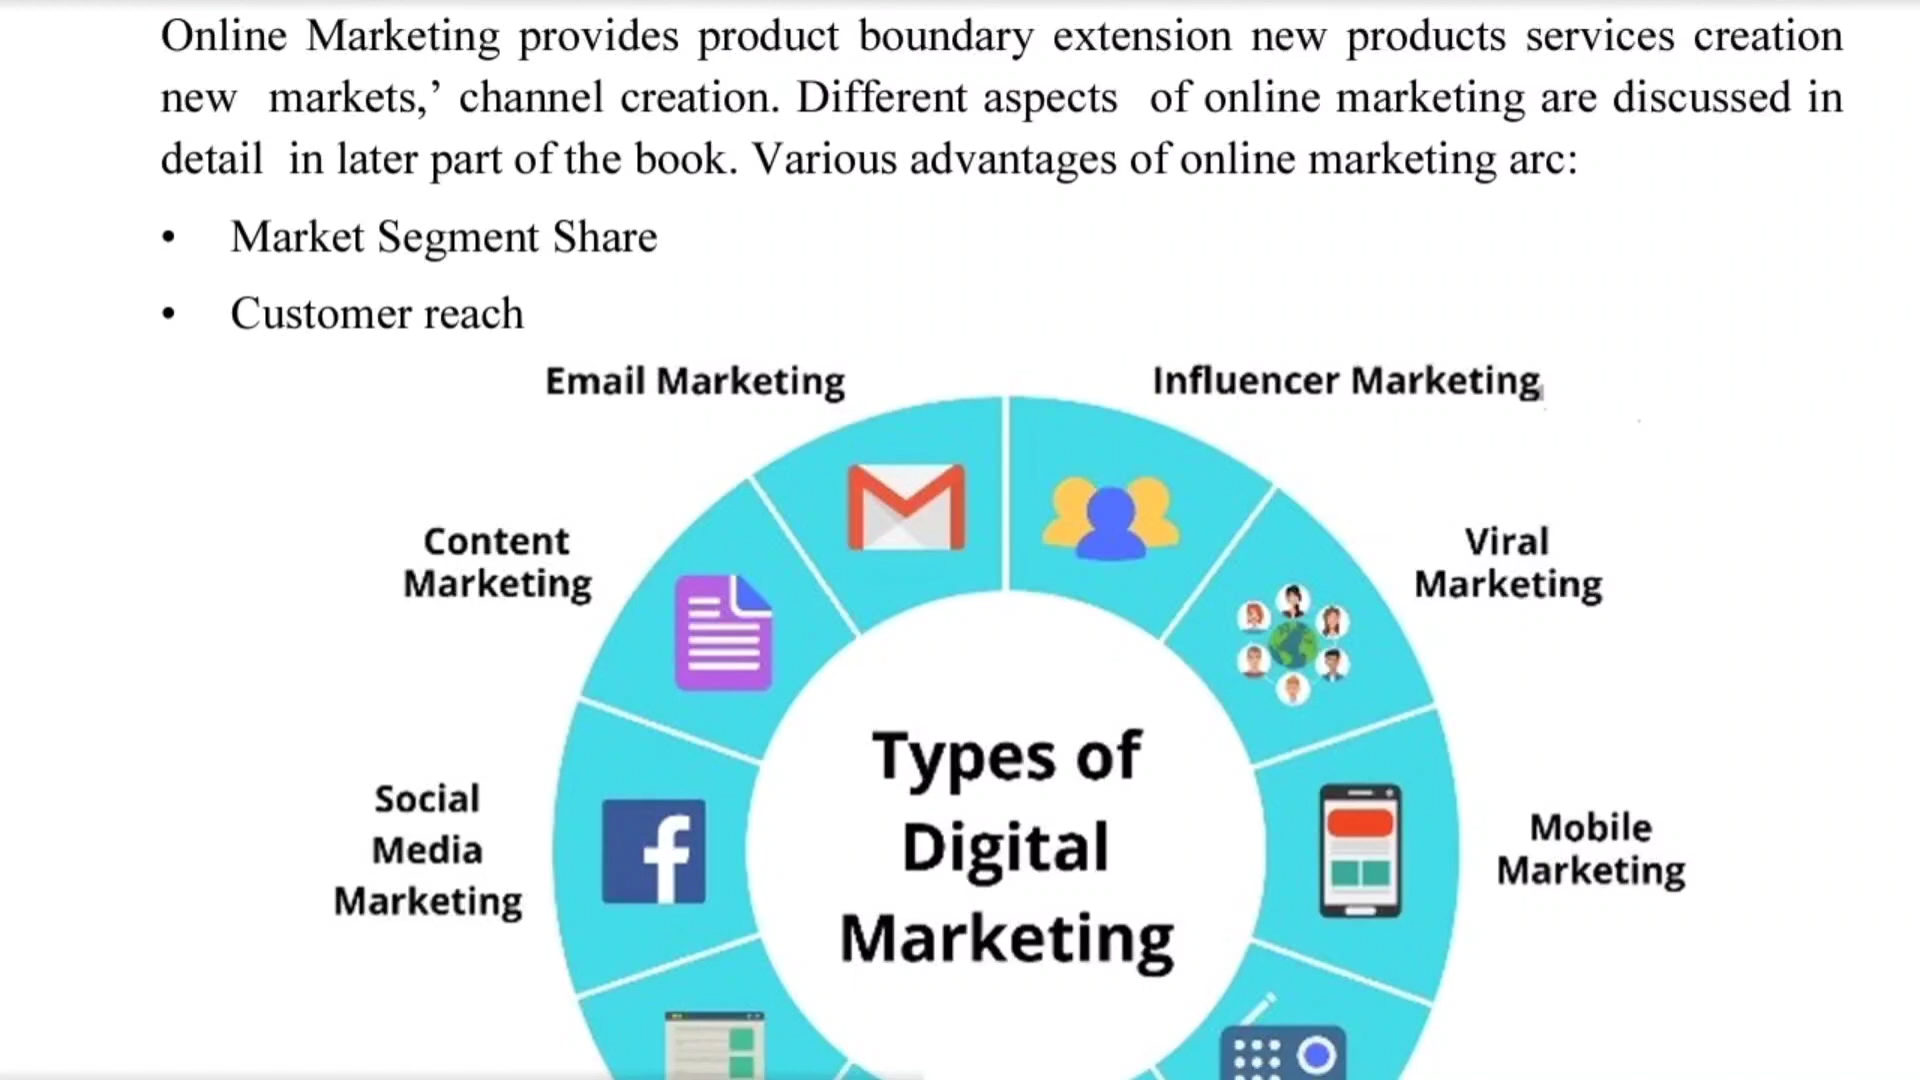 Online Marketing provides product boundary extension new products services creation
new markets,’ channel creation. Different aspects of online marketing are discussed in
detail in later part of the book. Various advantages of online marketing arc:
• Market Segment Share
• Customer reach
Email Marketing
Influencer Marketing
Content
Marketing
Viral
Marketing
Social
Media
Marketing
Types of
Digital
Marketing
Mobile
Marketing